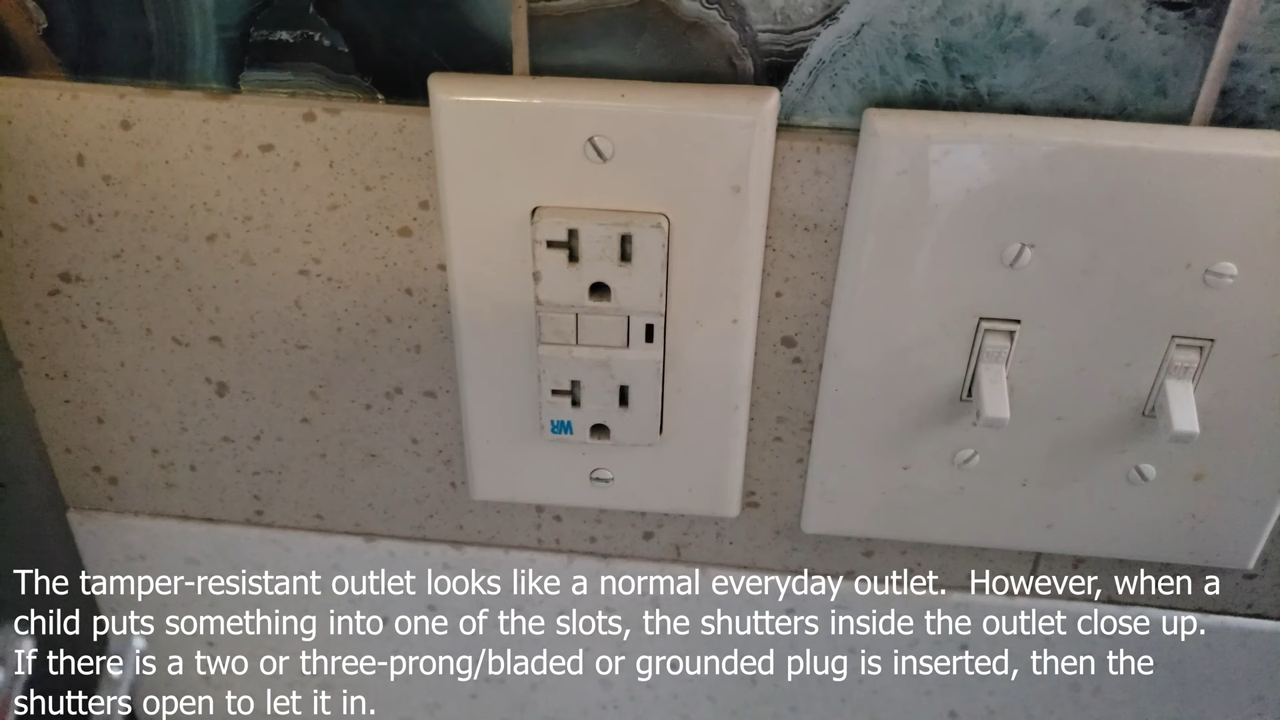 WR
The tamper-resistant outlet looks like a normal everyday outlet.  However, when a
child puts something into one of the slots, the shutters inside the outlet close up.
If there is a two or three-prong/bladed or grounded plug is inserted, then the
shutters open to let it in.